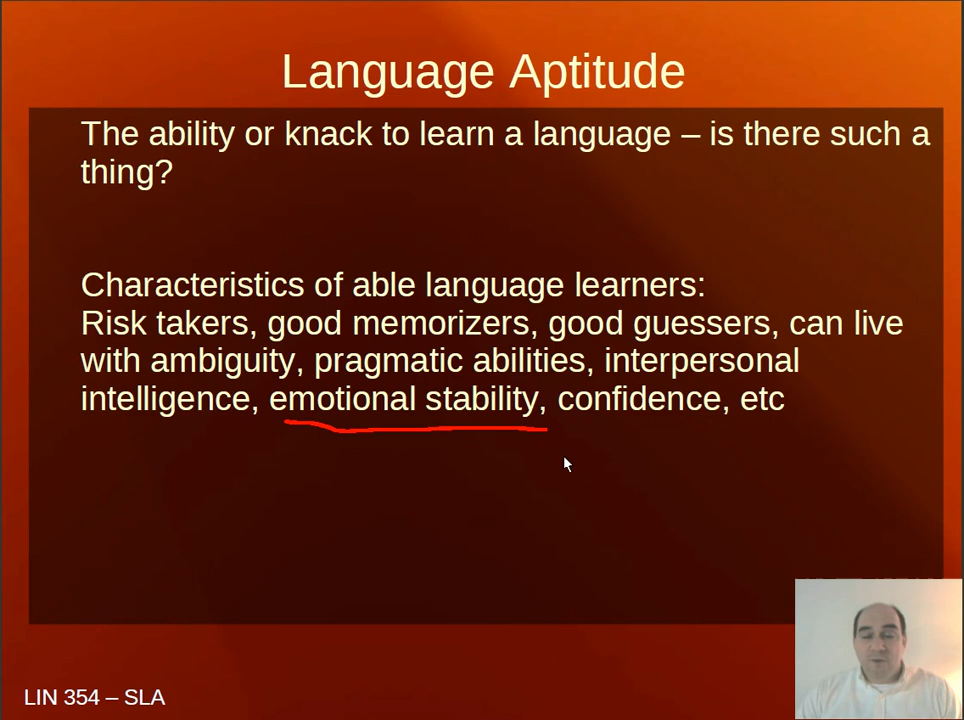 Language Aptitude
The ability or knack to learn a language – is there such a
thing?
Characteristics of able language learners:
Risk takers, good memorizers, good guessers, can live
with ambiguity, pragmatic abilities, interpersonal
intelligence, emotional stability, confidence, etc
LIN 354 – SLA